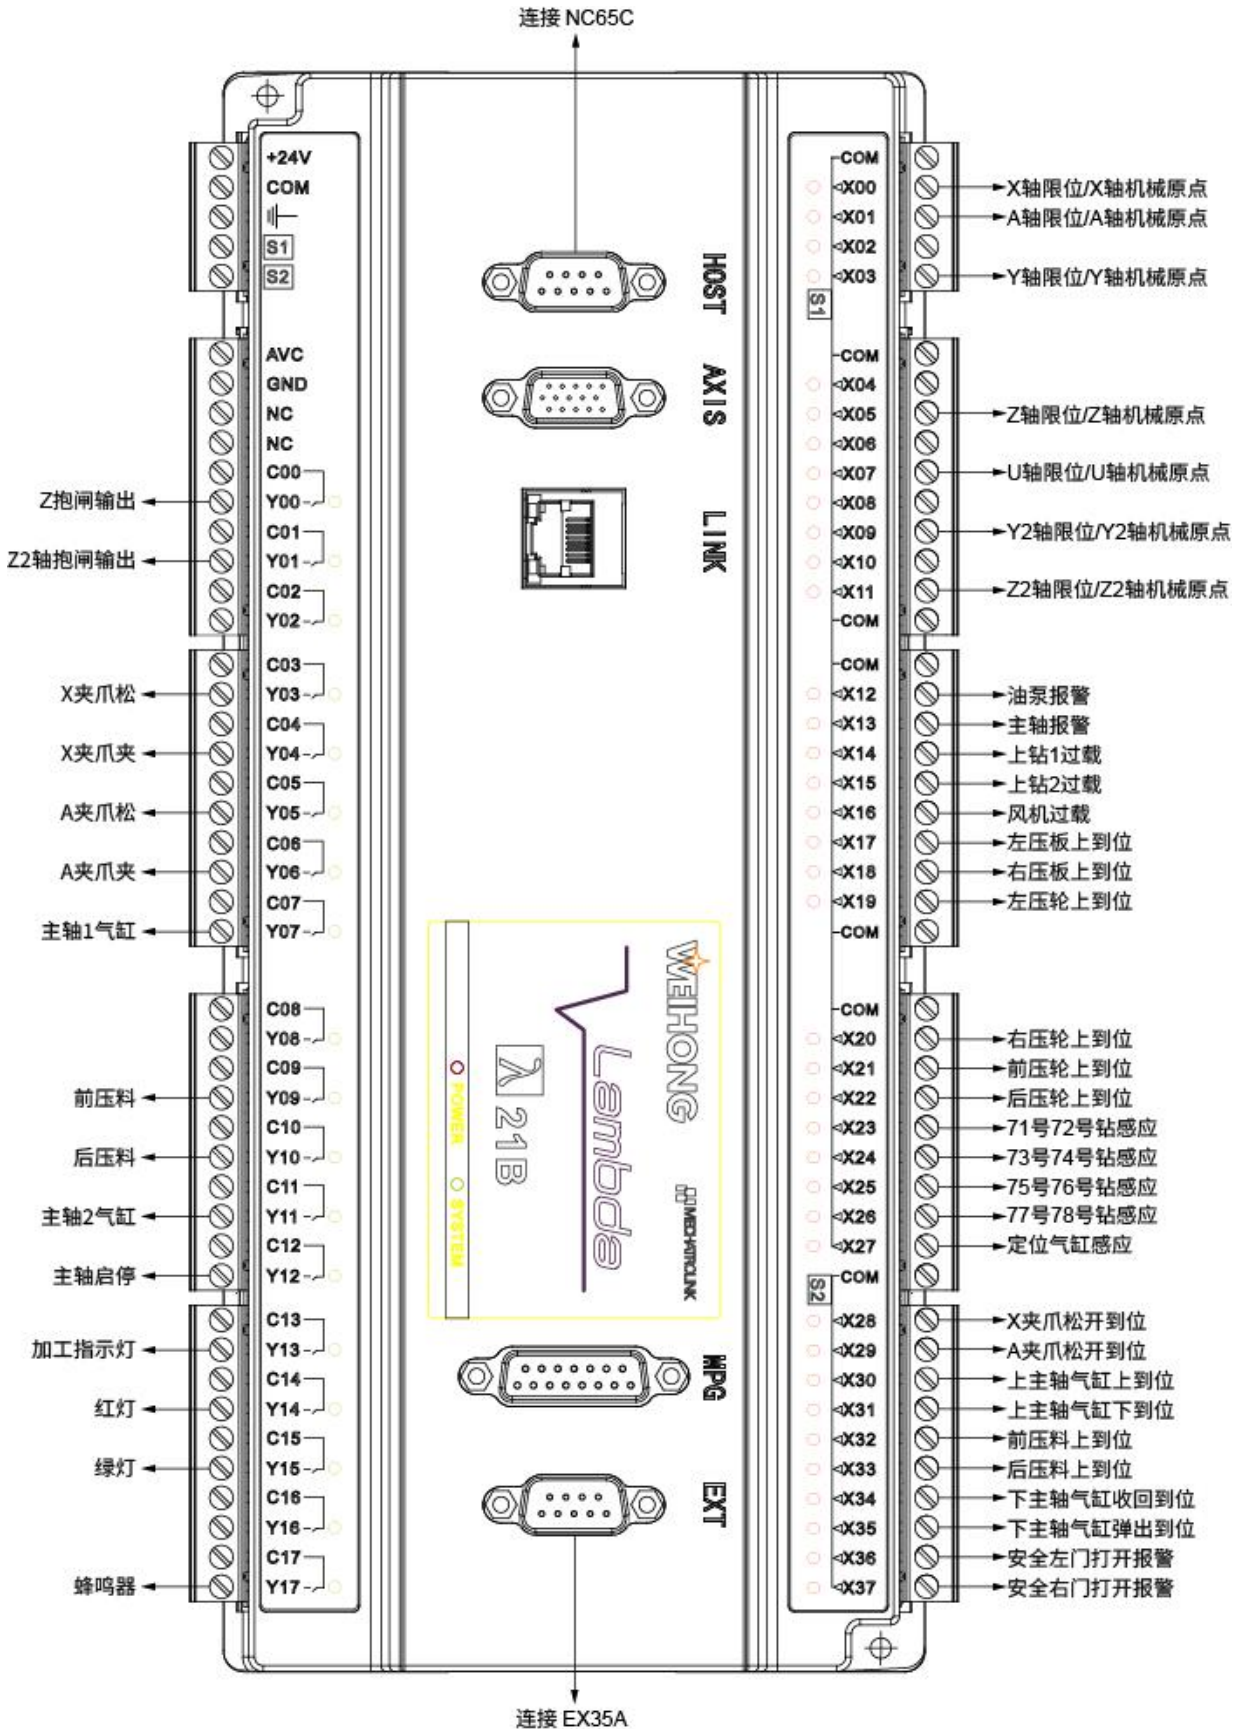 连接 NC65C
+24V
COM
S1
S2
AVC
GND
NC
NC
C00
Z抱闸输出
Y00
C01
Z2轴抱闸输出
Y01
C02
Y02
C03
X夹爪松
Y03
C04
X夹爪夹
Y04
C05
A夹爪松
Y05
C06
A夹爪夹
Y06
C07
主轴1气缸
Y07
C08
Y08
C09
前压料
Y09
C10
后压料
Y10
C11
主轴2气缸
Y11
C12
主轴启停
Y12
C13
加工指示灯
Y13
C14
红灯
Y14
C15
绿灯
Y15
C16
Y16
C17
蜂鸣器
Y17
HOST
AXIS
LINK
WEIHONG
Lambda
λ 21B
POWER
SYSTEM
MECHATROLINK
MPG
EXT
COM
X00 X轴限位/X轴机械原点
X01 A轴限位/A轴机械原点
X02
X03 Y轴限位/Y轴机械原点
S1
COM
X04
X05 Z轴限位/Z轴机械原点
X06
X07 U轴限位/U轴机械原点
X08
X09 Y2轴限位/Y2轴机械原点
X10
X11 Z2轴限位/Z2轴机械原点
COM
COM
X12 油泵报警
X13 主轴报警
X14 上钻1过载
X15 上钻2过载
X16 风机过载
X17 左压板上到位
X18 右压板上到位
X19 左压轮上到位
COM
COM
X20 右压轮上到位
X21 前压轮上到位
X22 后压轮上到位
X23 71号72号钻感应
X24 73号74号钻感应
X25 75号76号钻感应
X26 77号78号钻感应
X27 定位气缸感应
COM
S2
X28 X夹爪松开到位
X29 A夹爪松开到位
X30 上主轴气缸上到位
X31 上主轴气缸下到位
X32 前压料上到位
X33 后压料上到位
X34 下主轴气缸收回到位
X35 下主轴气缸弹出到位
X36 安全左门打开报警
X37 安全右门打开报警
连接 EX35A